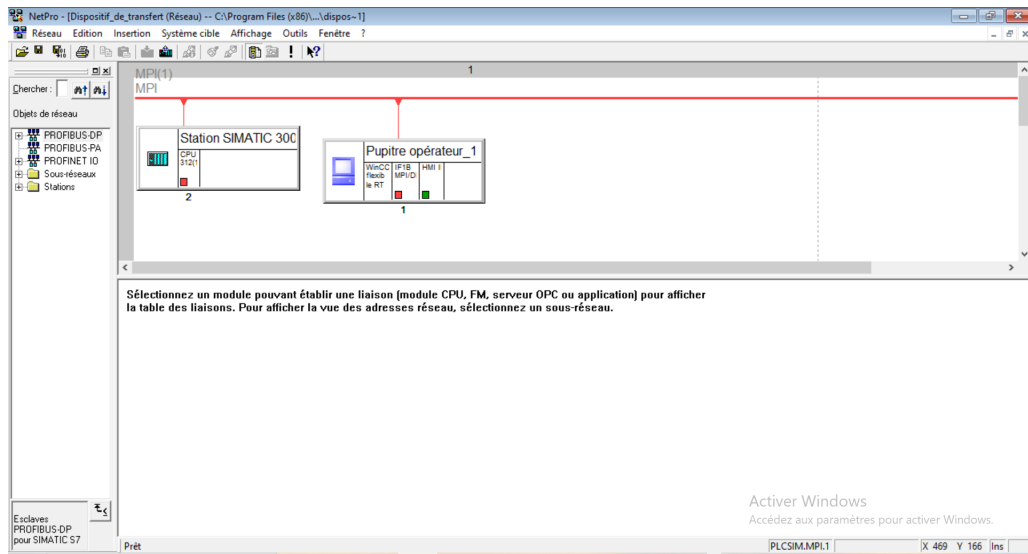 NetPro - [Dispositif_de_transfert (Réseau) -- C:\Program Files (x86)\...\dispos~1]
Réseau Edition Insertion Système cible Affichage Outils Fenêtre ?
Chercher :
Objets de réseau
PROFIBUS-DP
PROFIBUS-PA
PROFINET IO
Sous-réseaux
Stations
Esclaves
PROFIBUS-DP
pour SIMATIC S7
1
MPI(1)
MPI
Station SIMATIC 300
CPU
312(1
2
Pupitre opérateur_1
WinCC
flexib
le RT
IF1B
MPI/D
HMI I
1
Sélectionnez un module pouvant établir une liaison (module CPU, FM, serveur OPC ou application) pour afficher
la table des liaisons. Pour afficher la vue des adresses réseau, sélectionnez un sous-réseau.
Activer Windows
Accédez aux paramètres pour activer Windows.
Prêt
PLCSIM.MPI.1
X 469 Y 166 Ins